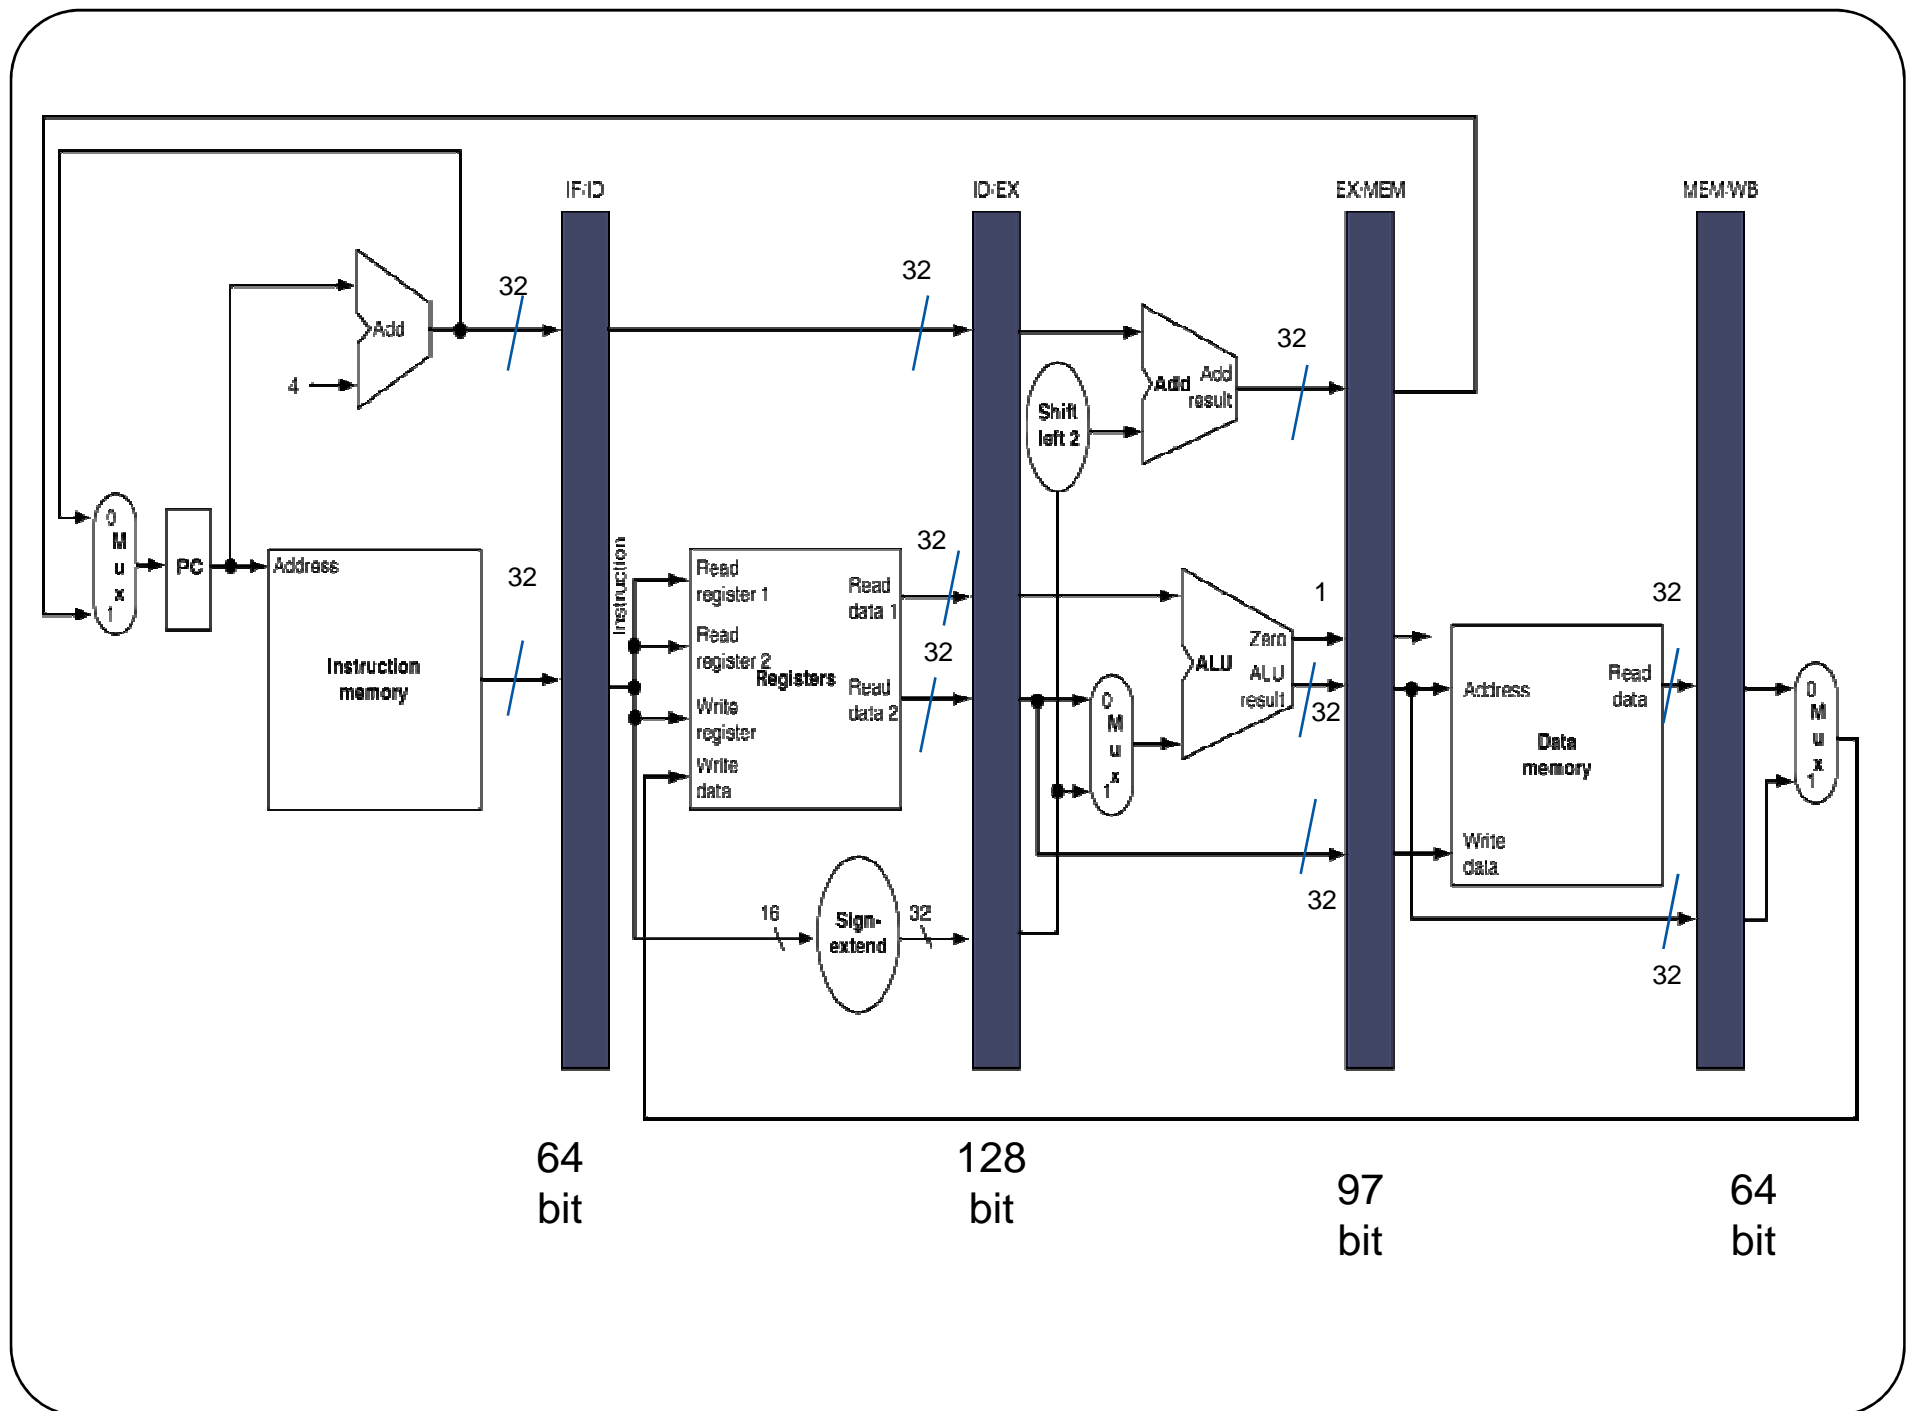 IF/ID
ID/EX
EX/MEM
MEM/WB
32
32
32
Add
4
Add
Add
result
Shift
left 2
0
M
u
x
1
PC
Address
Instruction
memory
32
Instruction
Read
register 1
Read
register 2
Write
register
Write
data
Registers
Read
data 1
Read
data 2
32
32
16
Sign-
extend
32
0
M
u
x
1
Zero
ALU
ALU
result
1
32
32
Address
Read
data
Data
memory
Write
data
32
32
0
M
u
x
1
64
bit
128
bit
97
bit
64
bit